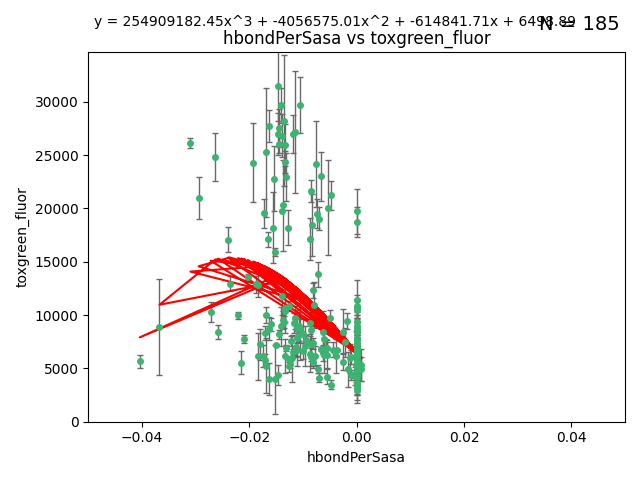 y = 254909182.45x^3 + -4056575.01x^2 + -614841.71x + 6498.89
N = 185
hbondPerSasa vs toxgreen_fluor
toxgreen_fluor
30000
25000
20000
15000
10000
5000
0
−0.04 −0.02 0.00 0.02 0.04
hbondPerSasa